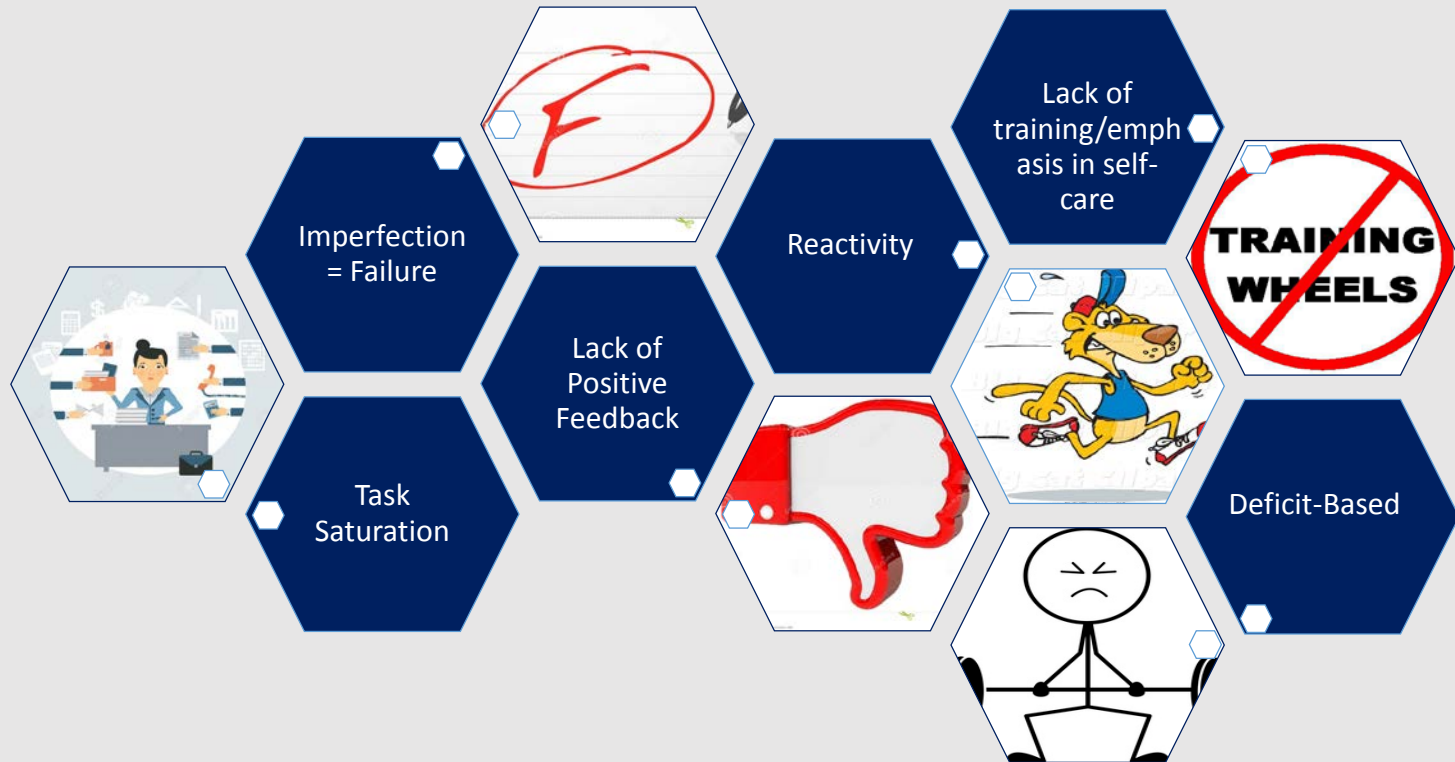 Imperfection
= Failure
Task
Saturation
F
Lack of
Positive
Feedback
Reactivity
Lack of
training/emph
asis in self-
care
TRAINING
WHEELS
Deficit-Based